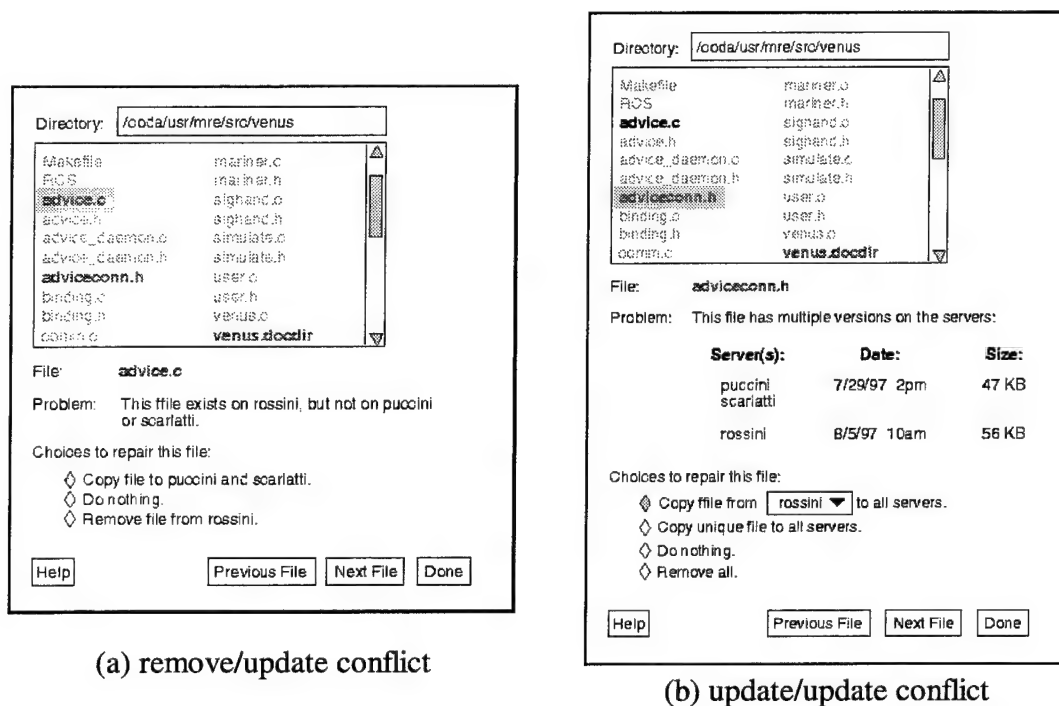 Directory: /coda/usr/mre/src/venus
Makefile mariner.c
RCS mariner.h
advice.c sighand.c
advice.h sighand.h
advice_daemon.c simulate.c
advice_daemon.h simulate.h
adviceconn.h user.c
binding.c user.h
binding.h venus.c
comm.c venus.docdir
File: advice.c
Problem: This ffile exists on rossini, but not on puccini
or scarlatti.
Choices to repair this file:
Copy file to puccini and scarlatti.
Do nothing.
Remove file from rossini.
Help Previous File Next File Done
(a) remove/update conflict
Directory: /coda/usr/mre/src/venus
Makefile mariner.c
RCS mariner.h
advice.c sighand.c
advice.h sighand.h
advice_daemon.c simulate.c
advice_daemon.h simulate.h
adviceconn.h user.c
binding.c user.h
binding.h venus.c
comm.c venus.docdir
File: adviceconn.h
Problem: This file has multiple versions on the servers:
Server(s): Date: Size:
puccini 7/29/97 2pm 47 KB
scarlatti
rossini 8/5/97 10am 56 KB
Choices to repair this file:
Copy ffile from rossini to all servers.
Copy unique file to all servers.
Do nothing.
Remove all.
Help Previous File Next File Done
(b) update/update conflict